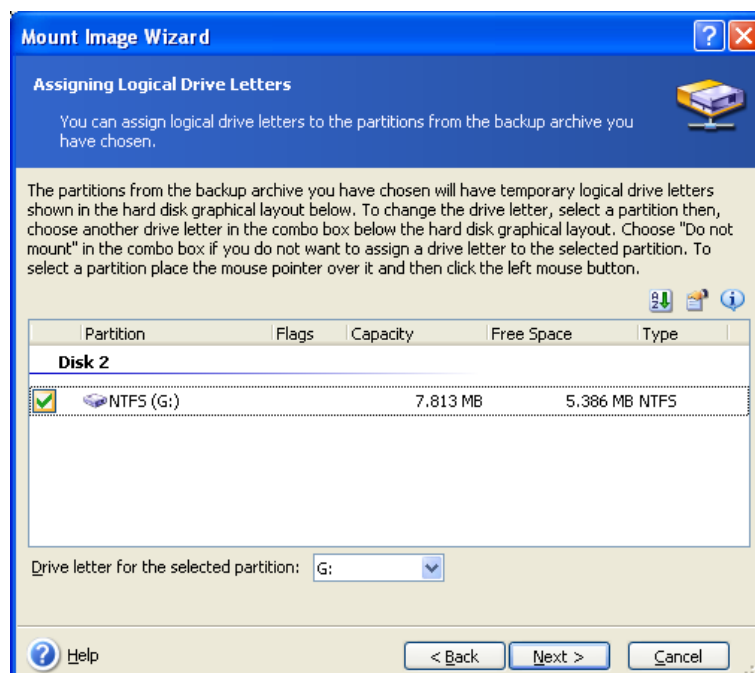 Mount Image Wizard
Assigning Logical Drive Letters
You can assign logical drive letters to the partitions from the backup archive you
have chosen.
The partitions from the backup archive you have chosen will have temporary logical drive letters
shown in the hard disk graphical layout below. To change the drive letter, select a partition then,
choose another drive letter in the combo box below the hard disk graphical layout. Choose "Do not
mount" in the combo box if you do not want to assign a drive letter to the selected partition. To
select a partition place the mouse pointer over it and then click the left mouse button.
Partition Flags Capacity Free Space Type
Disk 2
NTFS (G:) 7.813 MB 5.386 MB NTFS
Drive letter for the selected partition: G:
Help < Back Next > Cancel